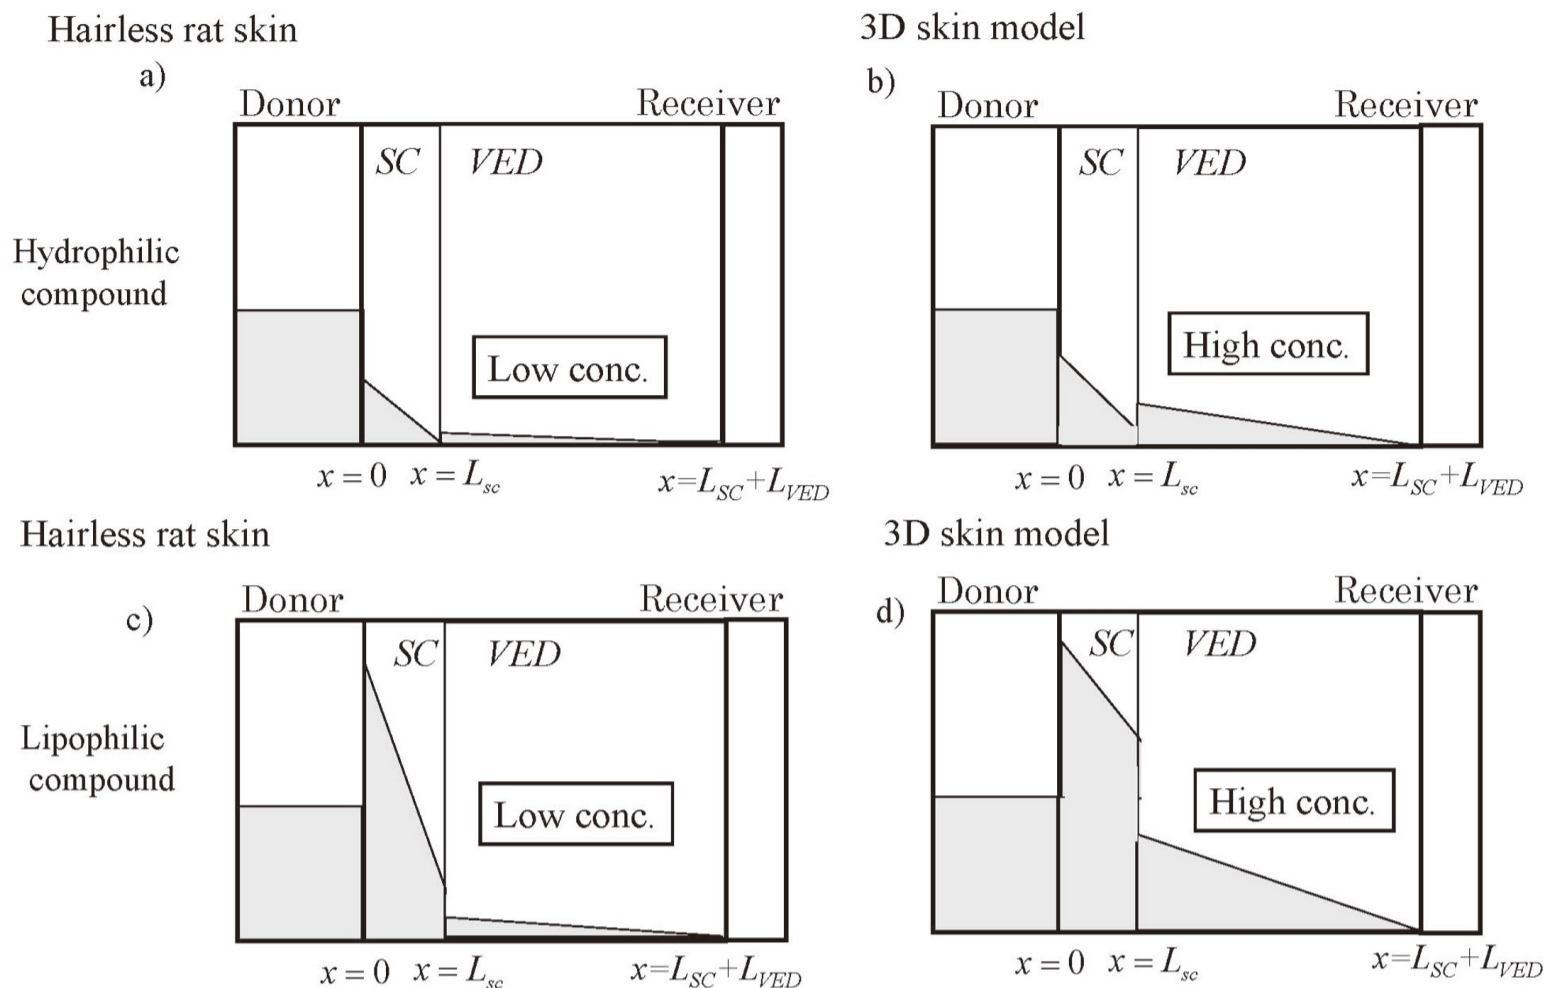 Hairless rat skin
3D skin model
a)
b)
Donor
Receiver
Donor
Receiver
SC
VED
SC
VED
Hydrophilic
compound
Low conc.
High conc.
x = 0
x = Lsc
x=LSC+LVED
x = 0
x = Lsc
x=LSC+LVED
Hairless rat skin
3D skin model
c)
d)
Donor
Receiver
Donor
Receiver
SC
VED
SC
VED
Lipophilic
compound
Low conc.
High conc.
x = 0
x = Lsc
x=LSC+LVED
x = 0
x = Lsc
x=LSC+LVED